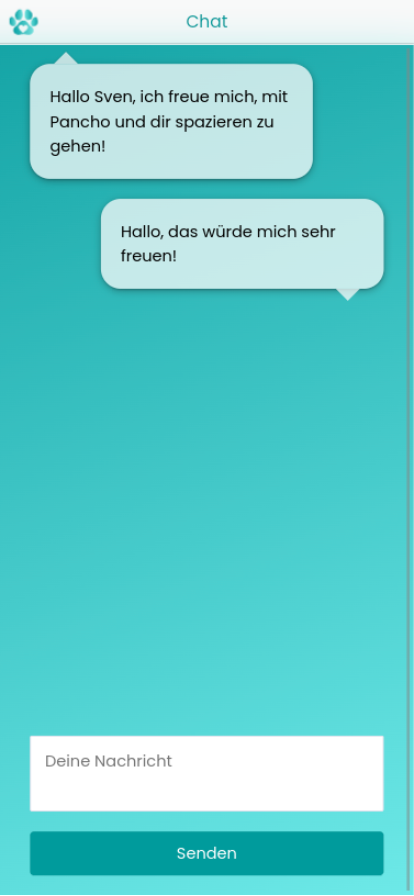 Chat
Hallo Sven, ich freue mich, mit
Pancho und dir spazieren zu
gehen!
Hallo, das würde mich sehr
freuen!
Deine Nachricht
Senden